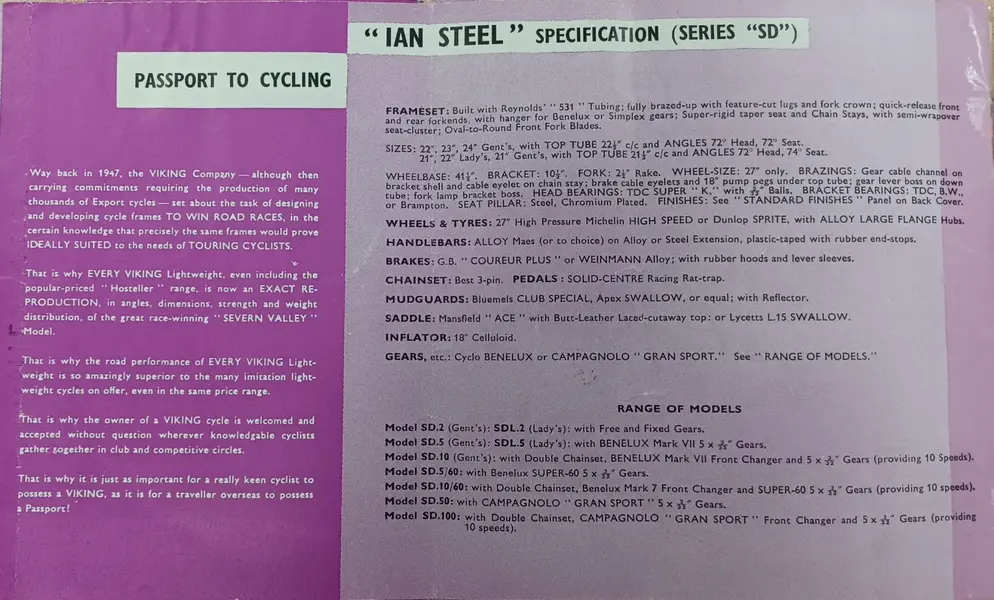 PASSPORT TO CYCLING
Way back in 1947, the VIKING Company — although then
carrying commitments requiring the production of many
thousands of Export cycles — set about the task of designing
and developing cycle frames TO WIN ROAD RACES, in the
certain knowledge that precisely the same frames would prove
IDEALLY SUITED to the needs of TOURING CYCLISTS.
That is why EVERY VIKING Lightweight, even including the
popular-priced "Hosteller" range, is now an EXACT RE-
PRODUCTION, in angles, dimensions, strength and weight
distribution, of the great race-winning "SEVERN VALLEY"
Model.
That is why the road performance of EVERY VIKING Light-
weight is so amazingly superior to the many imitation light-
weight cycles on offer, even in the same price range.
That is why the owner of a VIKING cycle is welcomed and
accepted without question wherever knowledgable cyclists
gather together in club and competitive circles.
That is why it is just as important for a really keen cyclist to
possess a VIKING, as it is for a traveller overseas to possess
a Passport!
"IAN STEEL" SPECIFICATION (SERIES "SD")
FRAMESET: Built with Reynolds' "531" Tubing; fully brazed-up with feature-cut lugs and fork crown; quick-release front
and rear forkends, with hanger for Benelux or Simplex gears; Super-rigid taper seat and Chain Stays, with semi-wrapover
seat-cluster; Oval-to-Round Front Fork Blades.
SIZES: 22", 23", 24" Gent's, with TOP TUBE 22½" c/c and ANGLES 72° Head, 72° Seat.
21", 22" Lady's, 21" Gent's, with TOP TUBE 21½" c/c and ANGLES 72° Head, 74° Seat.
WHEELBASE: 41½". BRACKET: 10½". FORK: 2½" Rake. WHEEL-SIZE: 27" only. BRAZINGS: Gear cable channel on
bracket shell and cable eyelet on chain stay; brake cable eyelets and 18" pump pegs under top tube; gear lever boss on down
tube; fork lamp bracket boss. HEAD BEARINGS: TDC SUPER "K," with 5/32" Balls. BRACKET BEARINGS: TDC, B.W.,
or Brampton. SEAT PILLAR: Steel, Chromium Plated. FINISHES: See "STANDARD FINISHES" Panel on Back Cover.
WHEELS & TYRES: 27" High Pressure Michelin HIGH SPEED or Dunlop SPRITE, with ALLOY LARGE FLANGE Hubs.
HANDLEBARS: ALLOY Maes (or to choice) on Alloy or Steel Extension, plastic-taped with rubber end-stops.
BRAKES: G.B. "COUREUR PLUS" or WEINMANN Alloy; with rubber hoods and lever sleeves.
CHAINSET: Best 3-pin. PEDALS: SOLID-CENTRE Racing Rat-trap.
MUDGUARDS: Bluemels CLUB SPECIAL, Apex SWALLOW, or equal; with Reflector.
SADDLE: Mansfield "ACE" with Butt-Leather Laced-cutaway top: or Lycetts L.15 SWALLOW.
INFLATOR: 18" Celluloid.
GEARS, etc.: Cyclo BENELUX or CAMPAGNOLO "GRAN SPORT." See "RANGE OF MODELS."
RANGE OF MODELS
Model SD.2 (Gent's): SDL.2 (Lady's): with Free and Fixed Gears.
Model SD.5 (Gent's): SDL.5 (Lady's): with BENELUX Mark VII 5 x 3/32" Gears.
Model SD.10 (Gent's): with Double Chainset, BENELUX Mark VII Front Changer and 5 x 3/32" Gears (providing 10 Speeds).
Model SD.5/60: with Benelux SUPER-60 5 x 3/32" Gears.
Model SD.10/60: with Double Chainset, Benelux Mark 7 Front Changer and SUPER-60 5 x 3/32" Gears (providing 10 speeds).
Model SD.50: with CAMPAGNOLO "GRAN SPORT" 5 x 3/32" Gears.
Model SD.100: with Double Chainset, CAMPAGNOLO "GRAN SPORT" Front Changer and 5 x 3/32" Gears (providing
10 speeds).